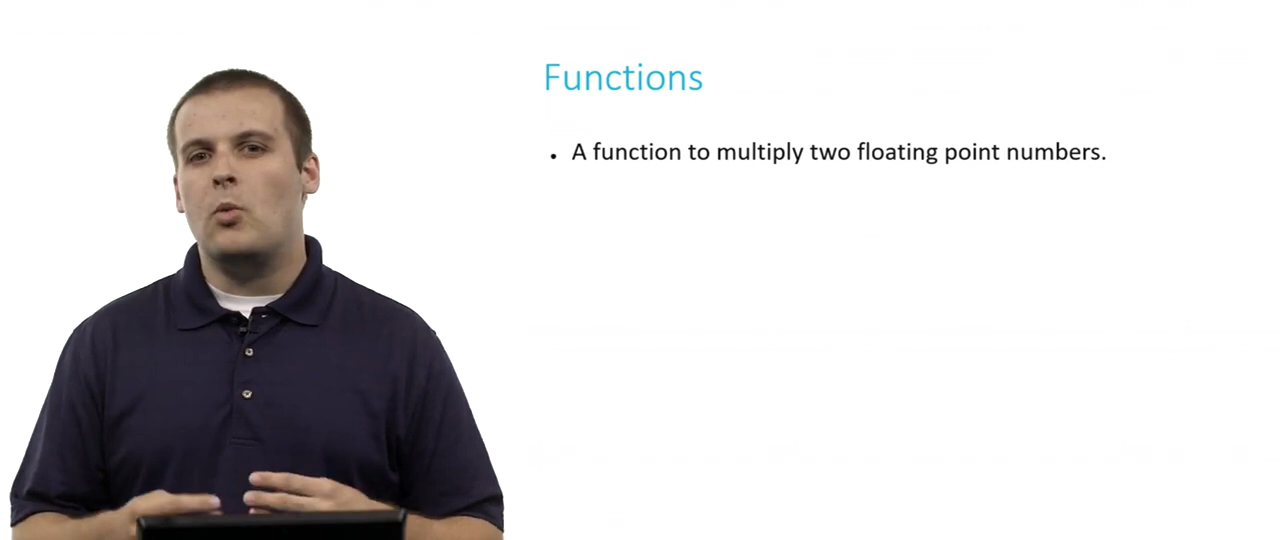 Functions
• A function to multiply two floating point numbers.